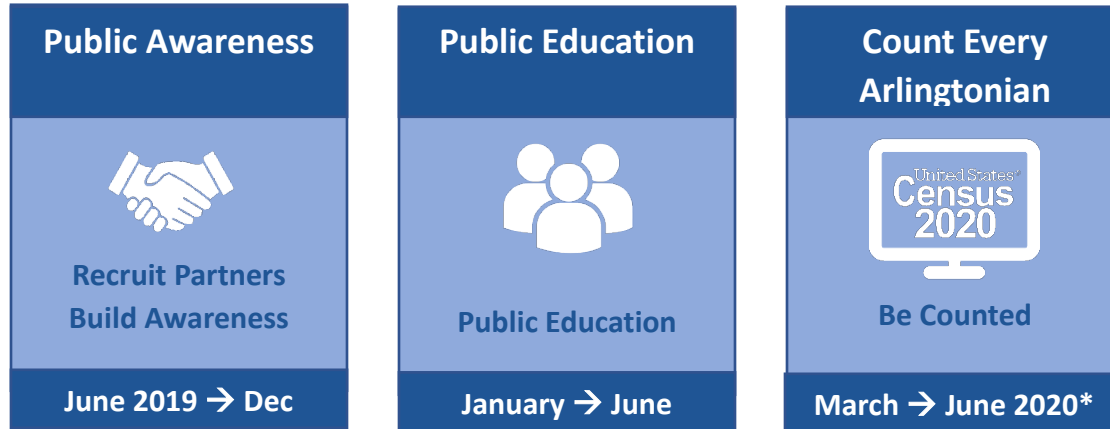 Public Awareness
Recruit Partners
Build Awareness
June 2019 → Dec
Public Education
Public Education
January → June
Count Every
Arlingtonian
United States®
Census
2020
Be Counted
March → June 2020*